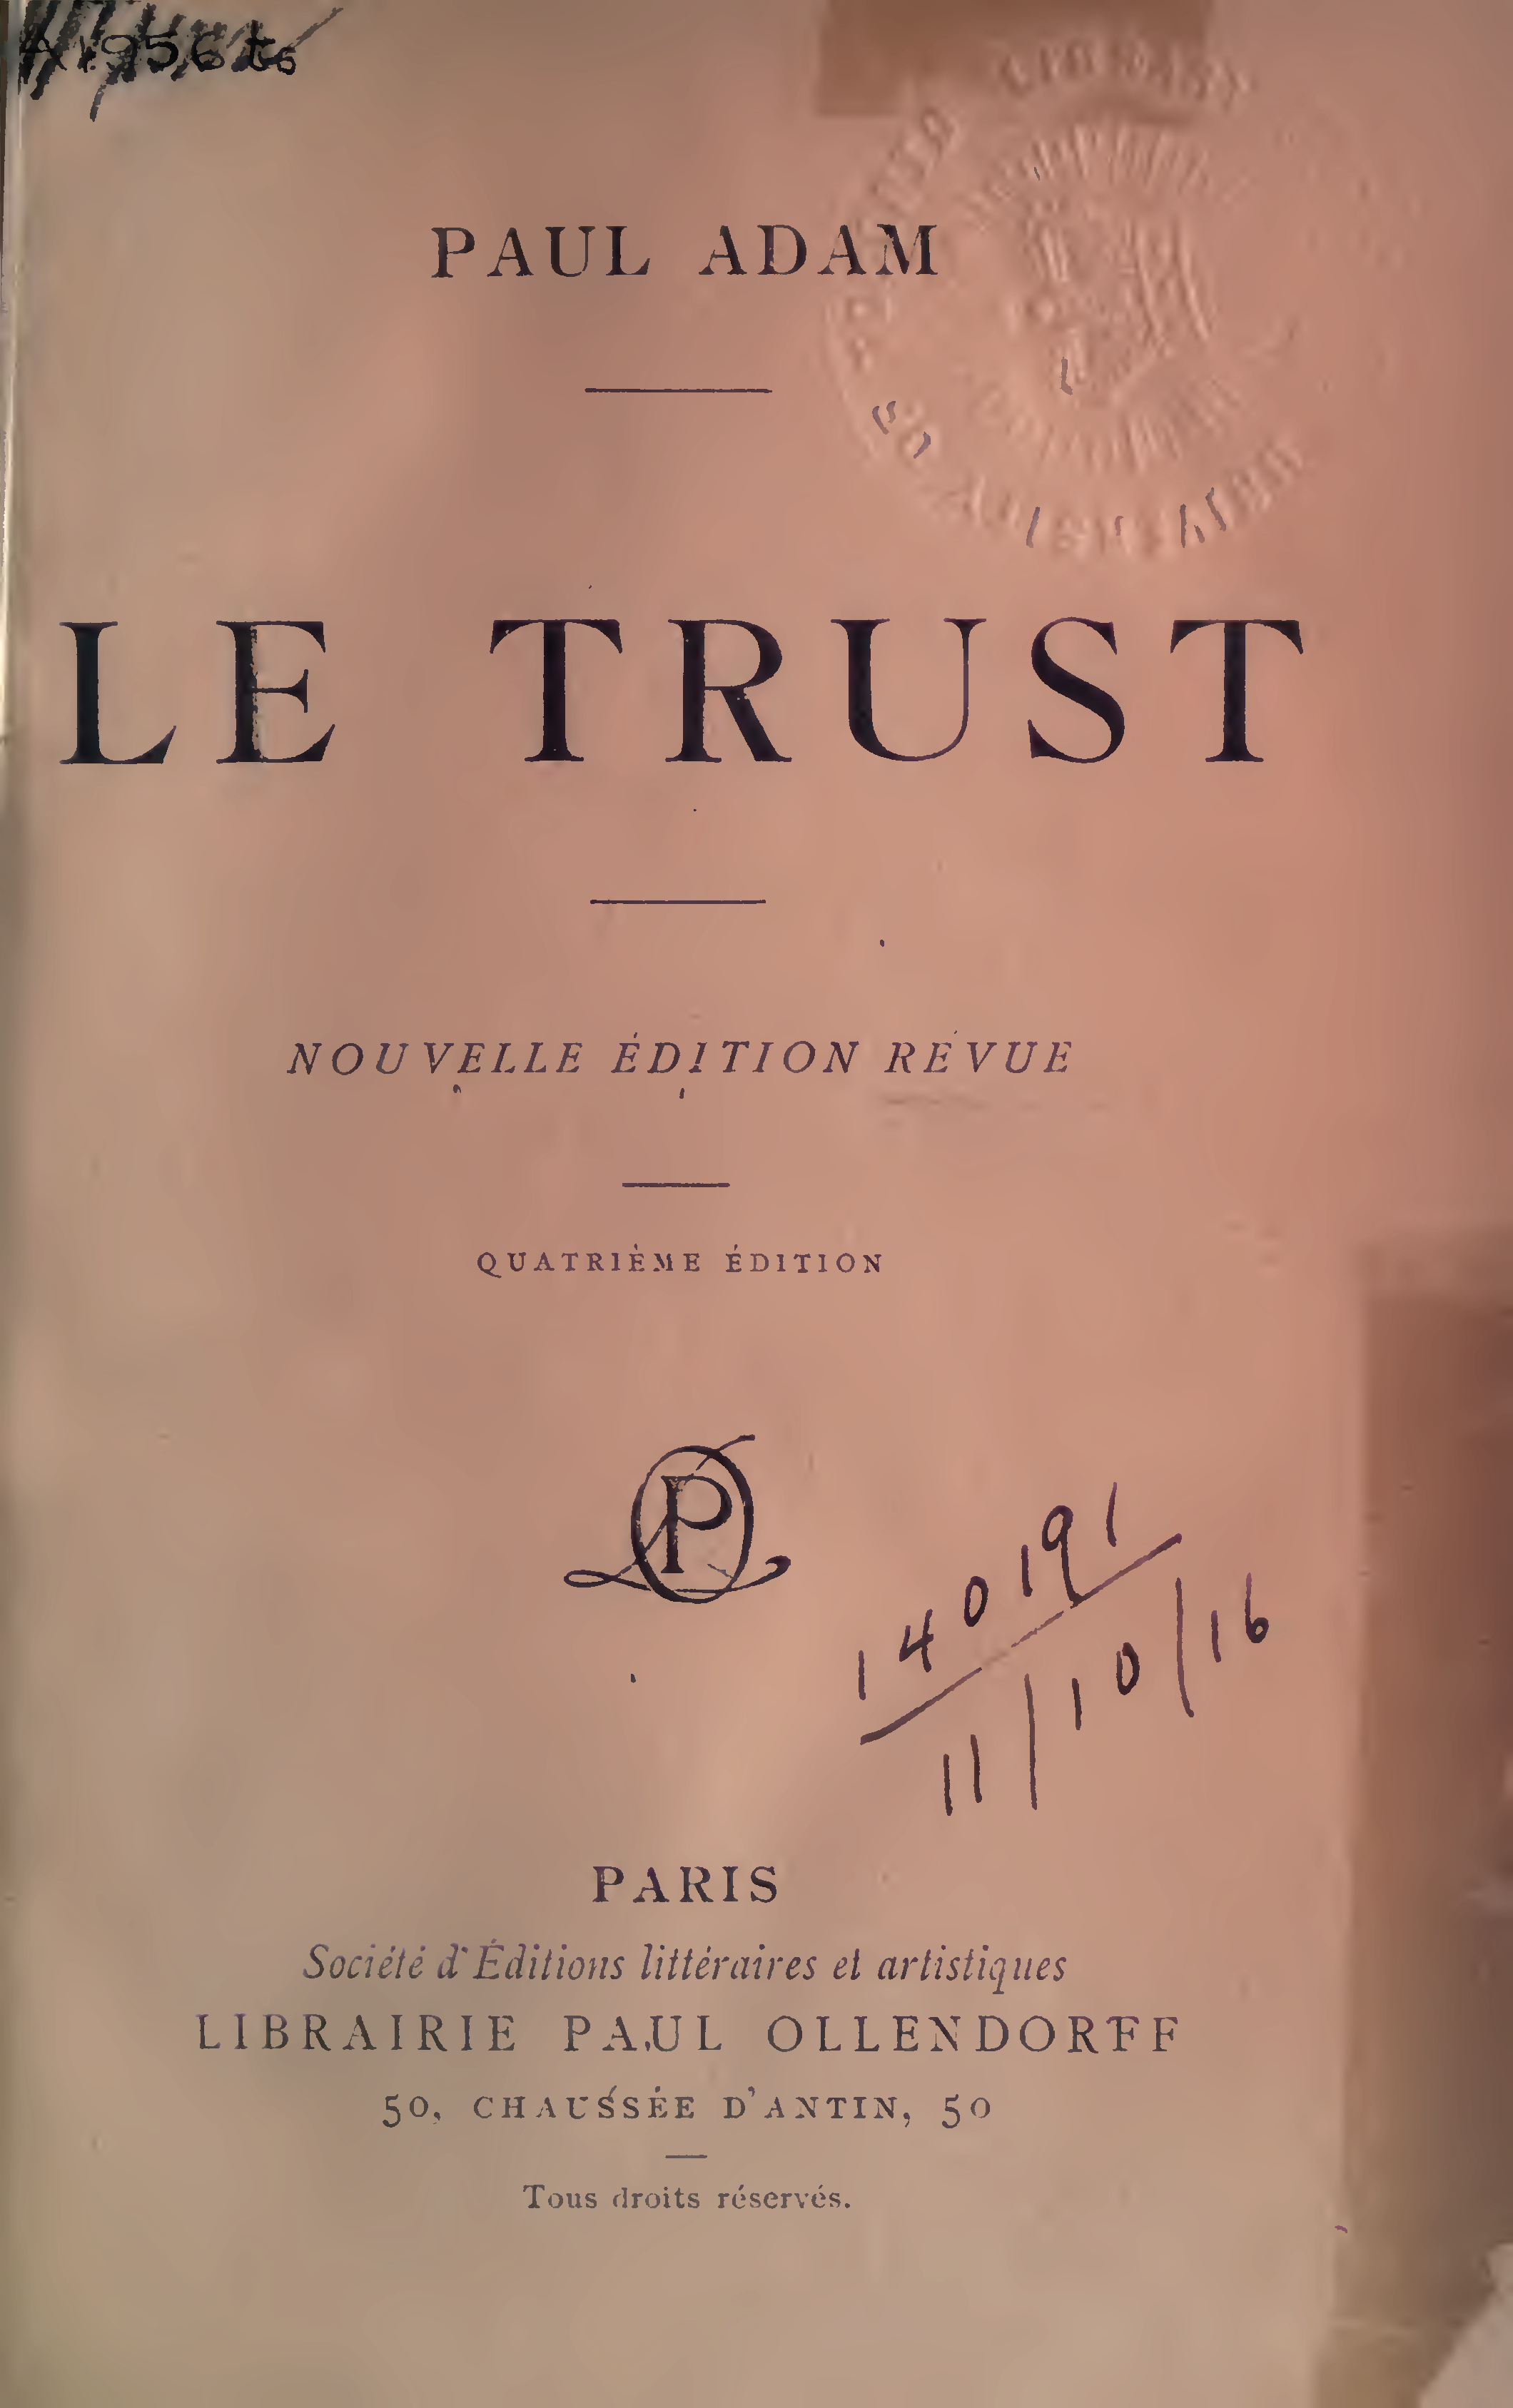 PAUL ADAM
LE TRUST
NOUVELLE ÉDITION REVUE
QUATRIÈME ÉDITION
140191
11/10/16
PARIS
Société d'Éditions littéraires et artistiques
LIBRAIRIE PAUL OLLENDORFF
50, CHAUSSÉE D'ANTIN, 50
Tous droits réservés.